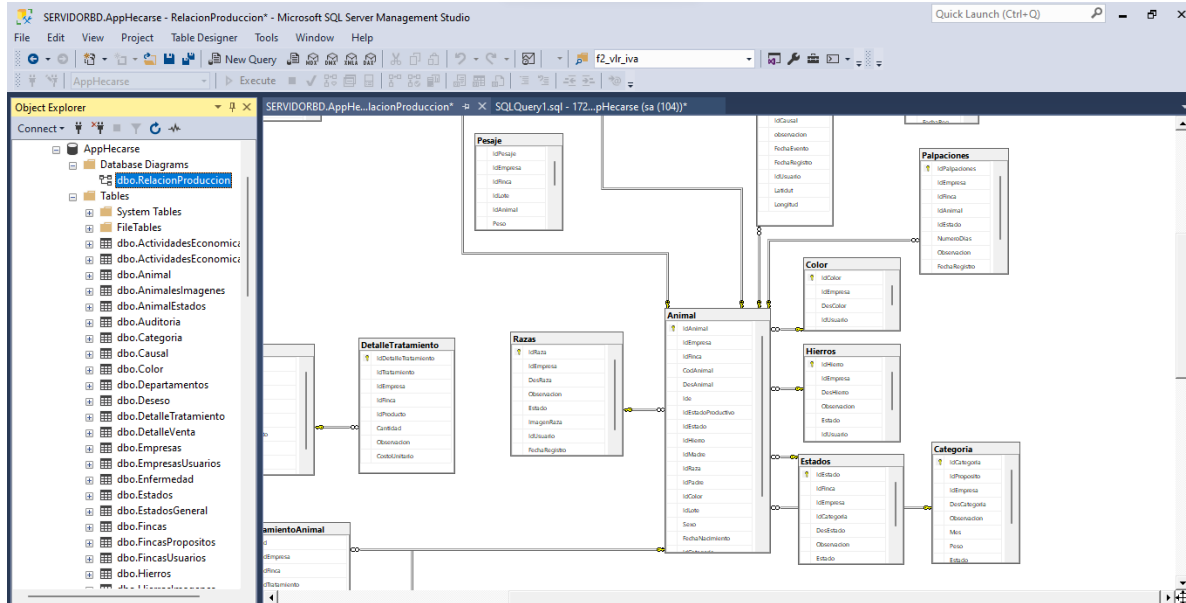 SERVIDORBD.AppHecarse - RelacionProduccion* - Microsoft SQL Server Management Studio
Quick Launch (Ctrl+Q)
File Edit View Project Table Designer Tools Window Help
New Query
f2_vlr_iva
AppHecarse
Execute
Object Explorer
SERVIDORBD.AppHe...lacionProduccion*
SQLQuery1.sql - 172...pHecarse (sa (104))*
Connect
AppHecarse
Database Diagrams
dbo.RelacionProduccion
Tables
System Tables
FileTables
dbo.ActividadesEconomica
dbo.ActividadesEconomica
dbo.Animal
dbo.AnimalesImagenes
dbo.AnimalEstados
dbo.Auditoria
dbo.Categoria
dbo.Causal
dbo.Color
dbo.Departamentos
dbo.Deseso
dbo.DetalleTratamiento
dbo.DetalleVenta
dbo.Empresas
dbo.EmpresasUsuarios
dbo.Enfermedad
dbo.Estados
dbo.EstadosGeneral
dbo.Fincas
dbo.FincasPropositos
dbo.FincasUsuarios
dbo.Hierros
Pesaje
IdPesaje
IdEmpresa
IdFinca
IdLote
IdAnimal
Peso
IdCausal
observacion
FechaEvento
FechaRegistro
IdUsuario
Latidut
Longitud
Palpaciones
IdPalpaciones
IdEmpresa
IdFinca
IdAnimal
IdEstado
NumeroDias
Observacion
FechaRegistro
Color
IdColor
IdEmpresa
DesColor
IdUsuario
Animal
IdAnimal
IdEmpresa
IdFinca
CodAnimal
DesAnimal
Ide
IdEstadoProductivo
IdEstado
IdHierro
IdMadre
IdRaza
IdPadre
IdColor
IdLote
Sexo
FechaNacimiento
Razas
IdRaza
IdEmpresa
DesRaza
Observacion
Estado
ImagenRaza
IdUsuario
FechaRegistro
DetalleTratamiento
IdDetalleTratamiento
IdTratamiento
IdEmpresa
IdFinca
IdProducto
Cantidad
Observacion
CostoUnitario
Hierros
IdHierro
IdEmpresa
DesHierro
Observacion
Estado
IdUsuario
Estados
IdEstado
IdFinca
IdEmpresa
IdCategoria
DesEstado
Observacion
Estado
Categoria
IdCategoria
IdProposito
IdEmpresa
DesCategoria
Observacion
Mes
Peso
Estado
amientoAnimal
d
dEmpresa
dFinca
dTratamiento